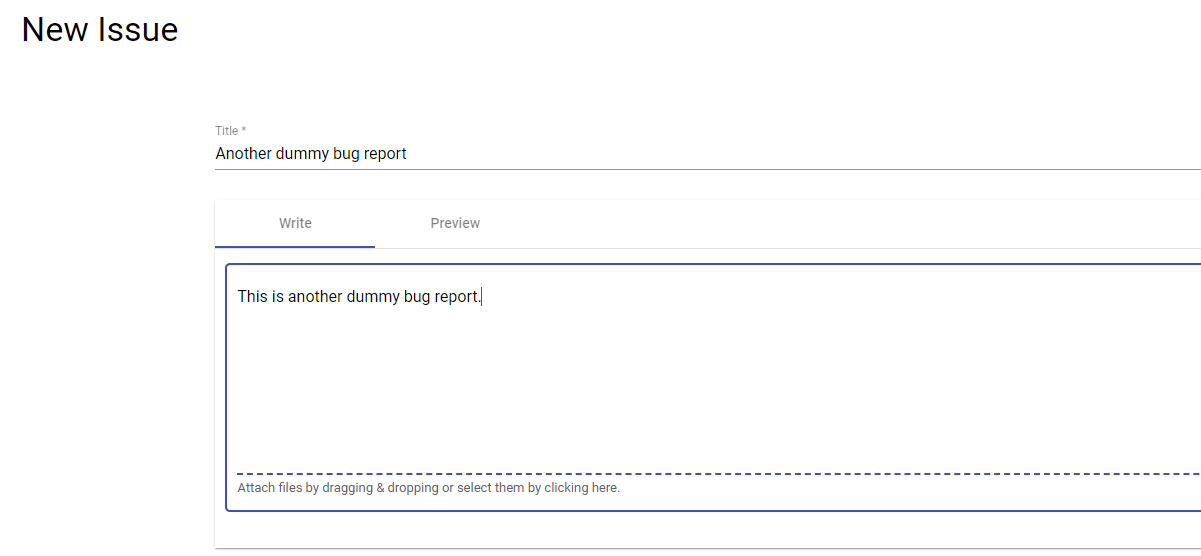 New Issue
Title *
Another dummy bug report
Write Preview
This is another dummy bug report.
Attach files by dragging & dropping or select them by clicking here.